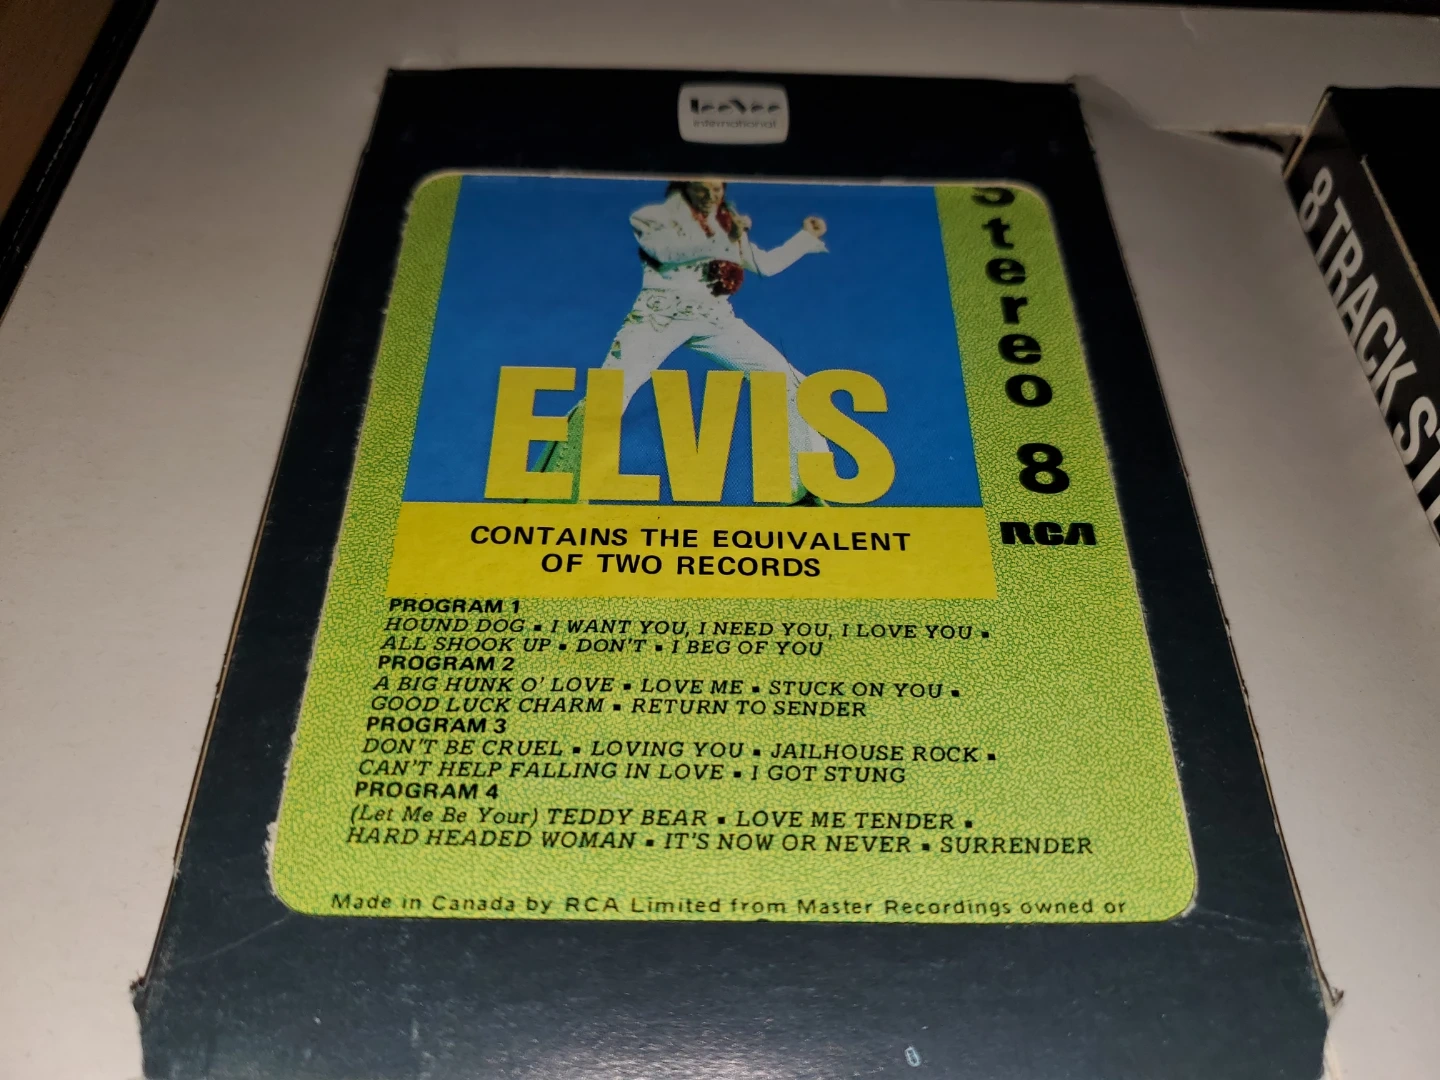 international
Stereo 8
RCA
ELVIS
CONTAINS THE EQUIVALENT
OF TWO RECORDS
PROGRAM 1
HOUND DOG ▪ I WANT YOU, I NEED YOU, I LOVE YOU ▪
ALL SHOOK UP ▪ DON'T ▪ I BEG OF YOU
PROGRAM 2
A BIG HUNK O' LOVE ▪ LOVE ME ▪ STUCK ON YOU ▪
GOOD LUCK CHARM ▪ RETURN TO SENDER
PROGRAM 3
DON'T BE CRUEL ▪ LOVING YOU ▪ JAILHOUSE ROCK ▪
CAN'T HELP FALLING IN LOVE ▪ I GOT STUNG
PROGRAM 4
(Let Me Be Your) TEDDY BEAR ▪ LOVE ME TENDER ▪
HARD HEADED WOMAN ▪ IT'S NOW OR NEVER ▪ SURRENDER
Made in Canada by RCA Limited from Master Recordings owned or
8 TRACK ST